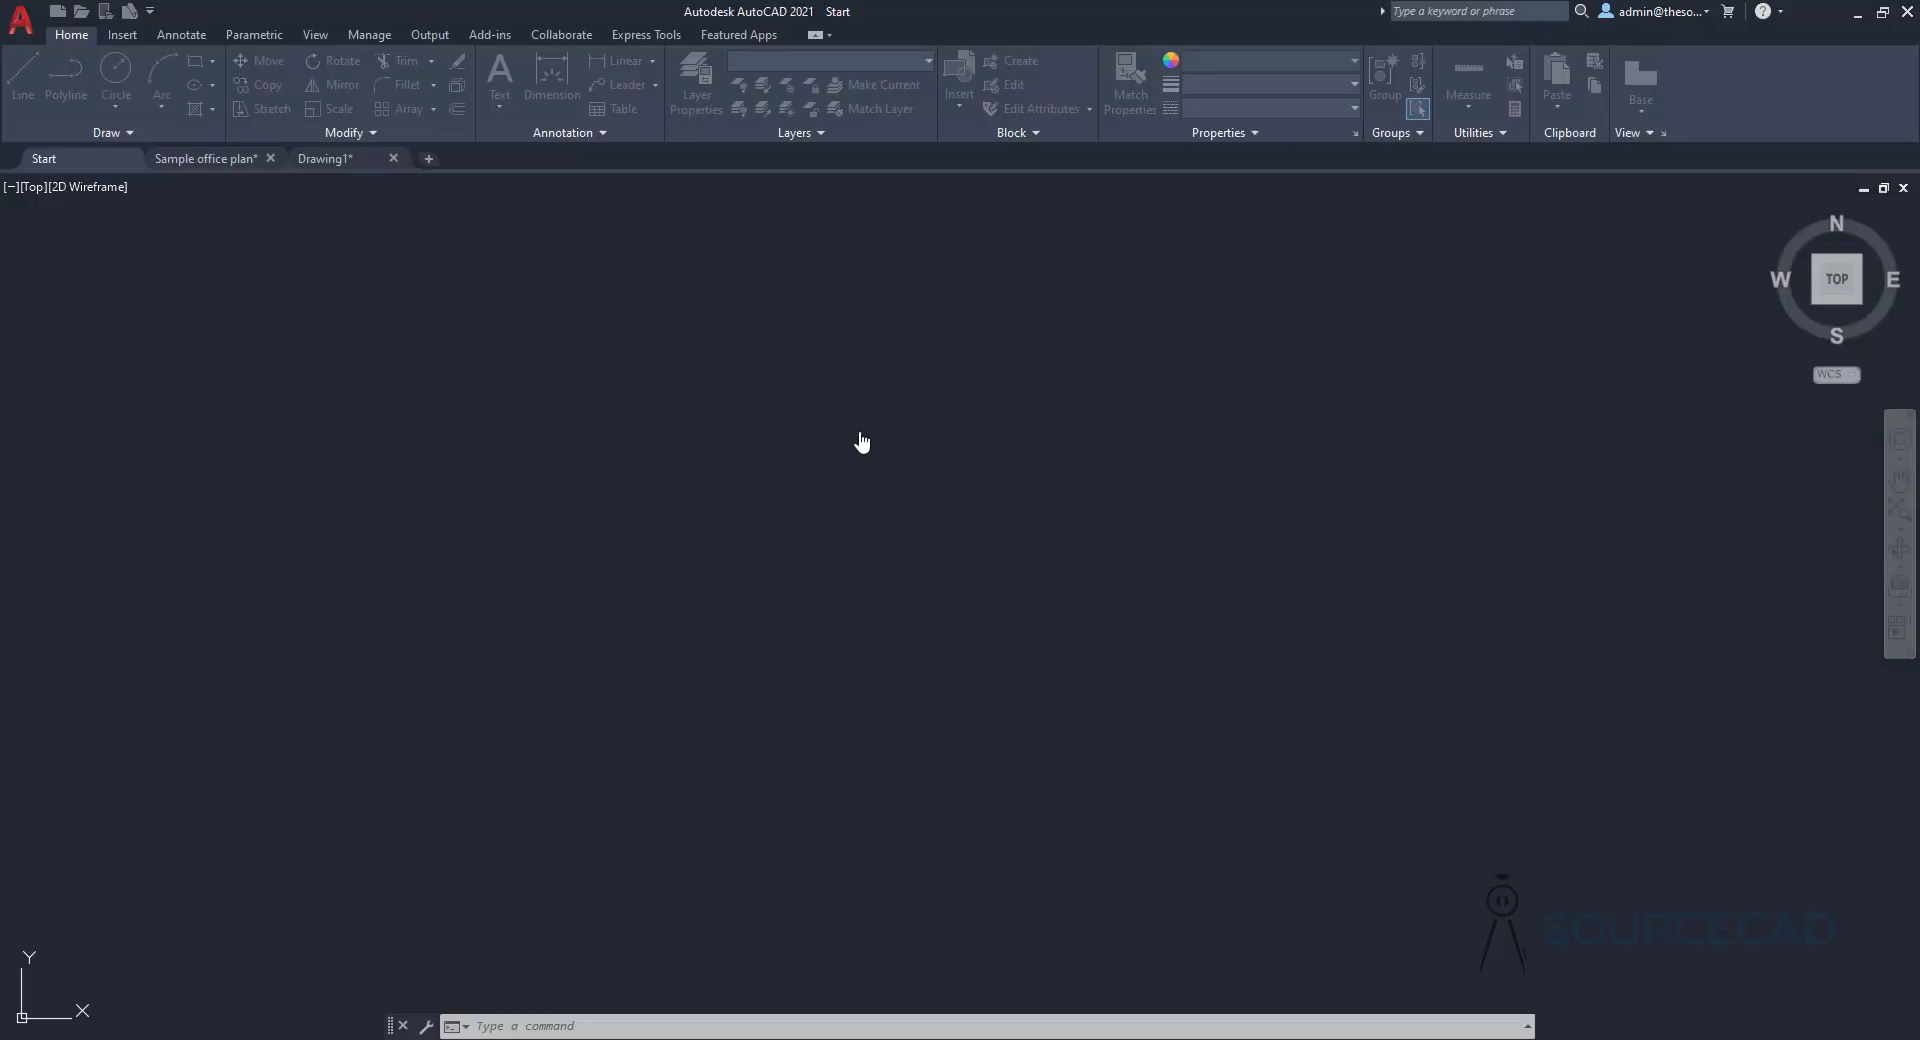 Autodesk AutoCAD 2021 Start
Type a keyword or phrase
admin@theso...
Home Insert Annotate Parametric View Manage Output Add-ins Collaborate Express Tools Featured Apps
Line Polyline Circle Arc
Move Rotate Trim
Copy Mirror Fillet
Stretch Scale Array
Text Dimension
Linear
Leader
Table
Layer
Properties
Make Current
Match Layer
Insert
Create
Edit
Edit Attributes
Match
Properties
Group
Measure
Paste
Base
Draw Modify Annotation Layers Block Properties Groups Utilities Clipboard View
Start Sample office plan* Drawing1*
[−][Top][2D Wireframe]
N
W TOP E
S
WCS
SOURCECAD
Y
X
Type a command